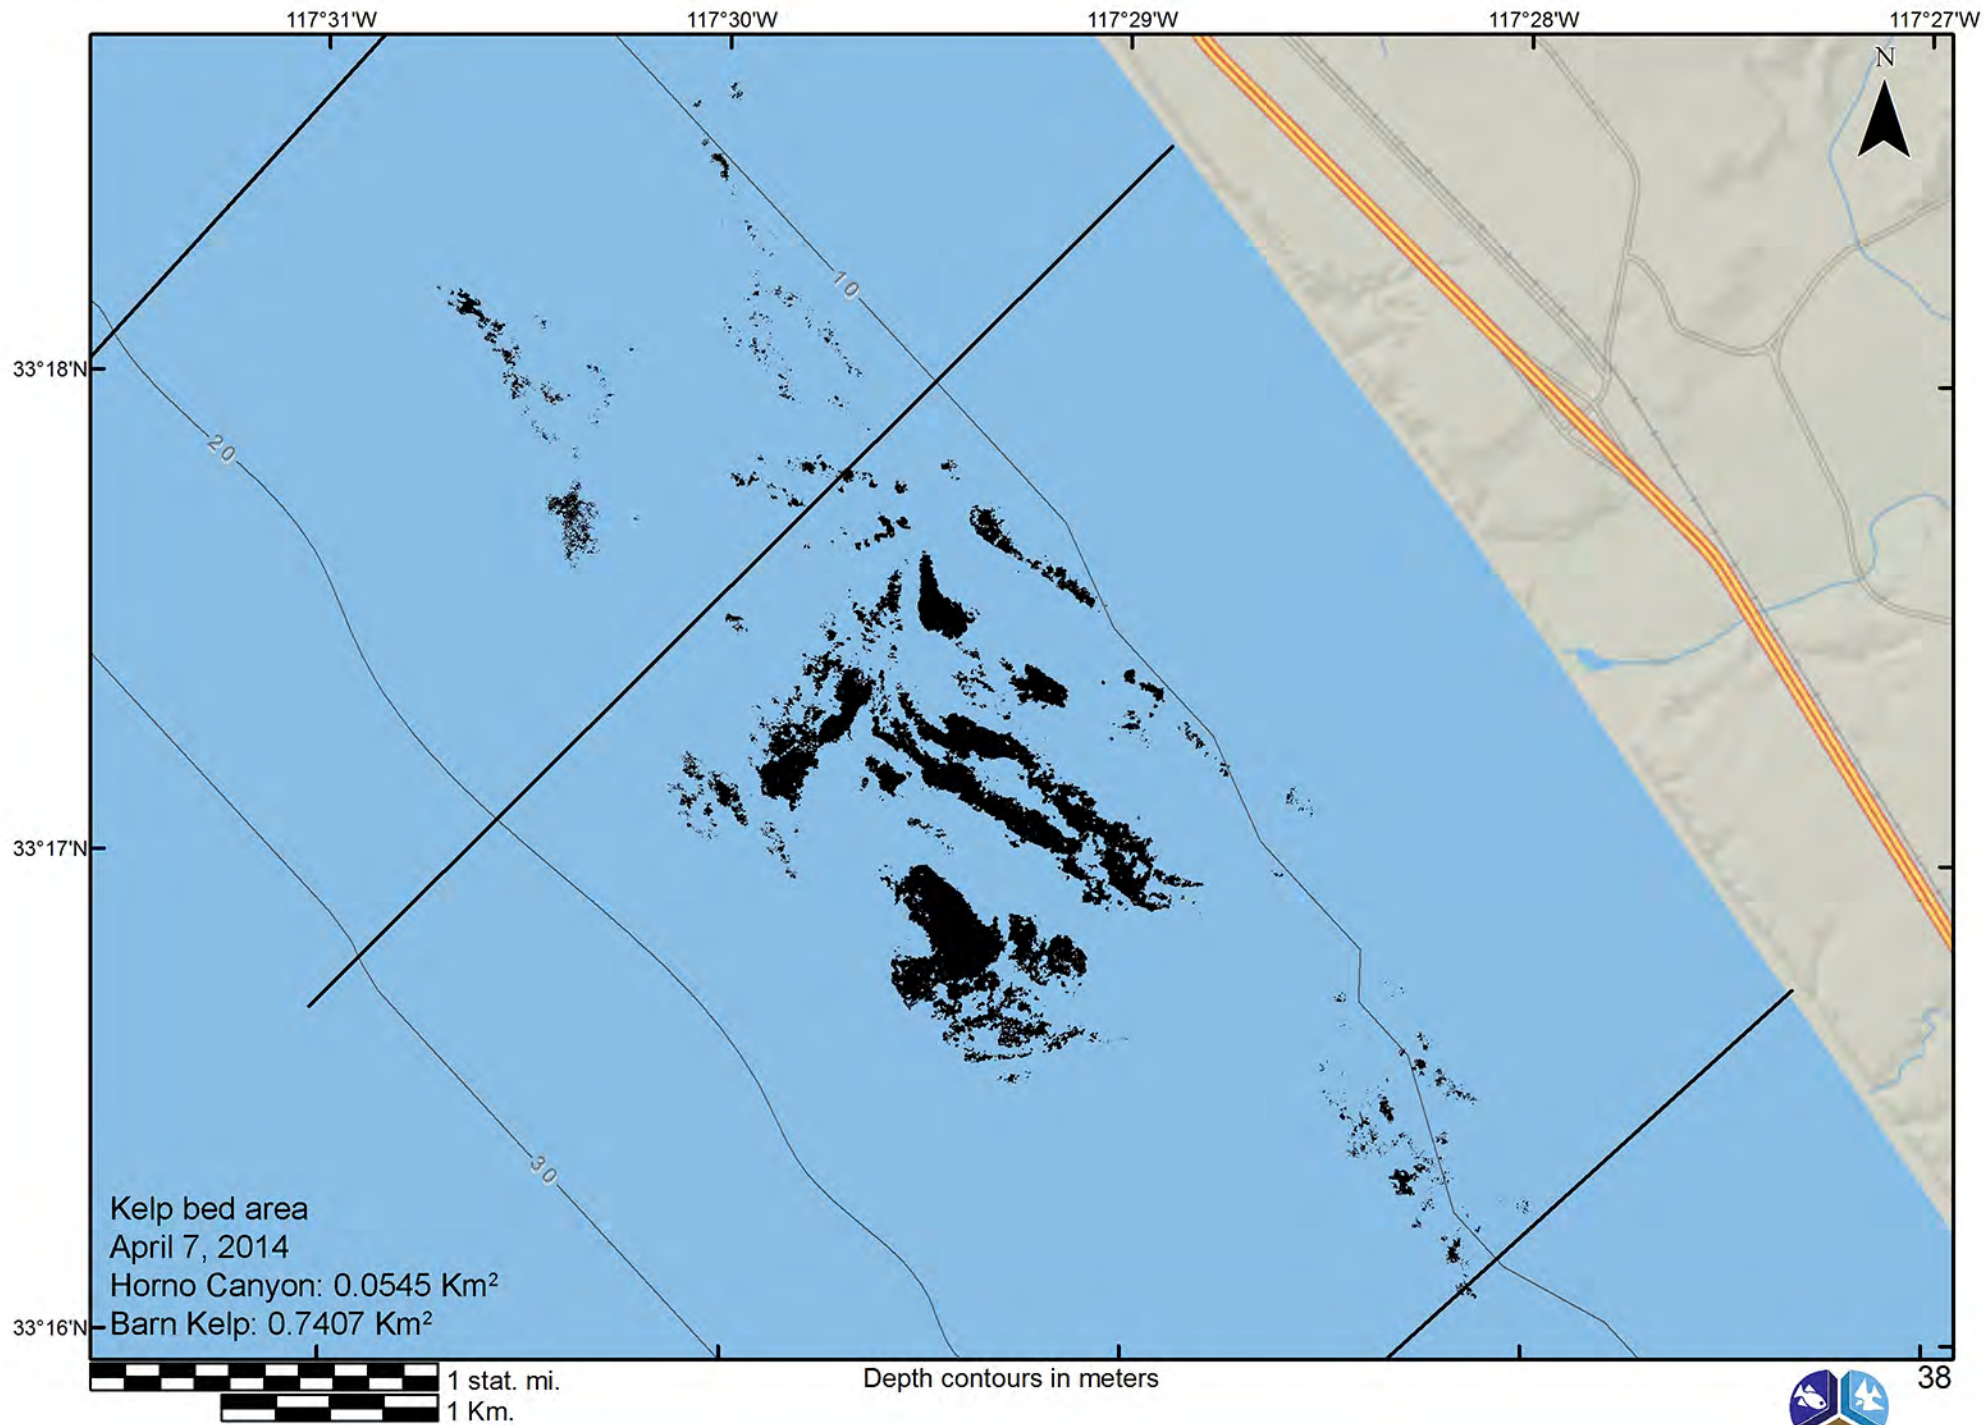 117°31'W 117°30'W 117°29'W 117°28'W 117°27'W
N
10
33°18'N
20
33°17'N
30
Kelp bed area
April 7, 2014
Horno Canyon: 0.0545 Km²
Barn Kelp: 0.7407 Km²
33°16'N
1 stat. mi.
Depth contours in meters
38
1 Km.